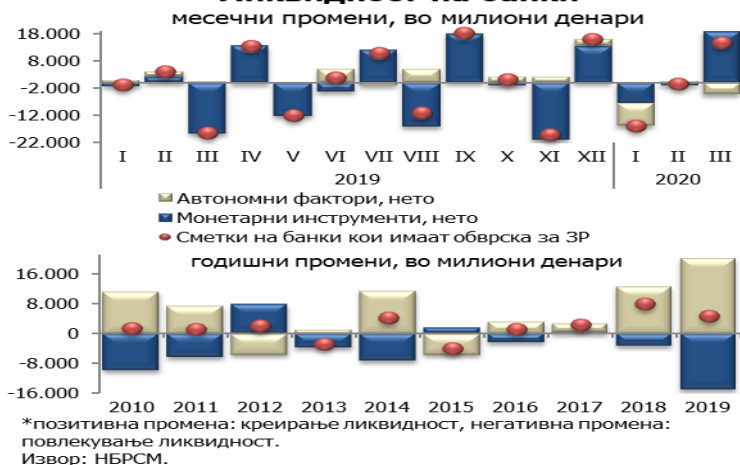 Ликвидност на банки
месечни промени, во милиони денари
18.000
8.000
-2.000
-12.000
-22.000
I II III IV V VI VII VIII IX X XI XII I II III
2019 2020
Автономни фактори, нето
Монетарни инструменти, нето
Сметки на банки кои имаат обврска за ЗР
годишни промени, во милиони денари
16.000
8.000
0
-8.000
-16.000
2010 2011 2012 2013 2014 2015 2016 2017 2018 2019
*позитивна промена: креирање ликвидност, негативна промена:
повлекување ликвидност.
Извор: НБРСМ.